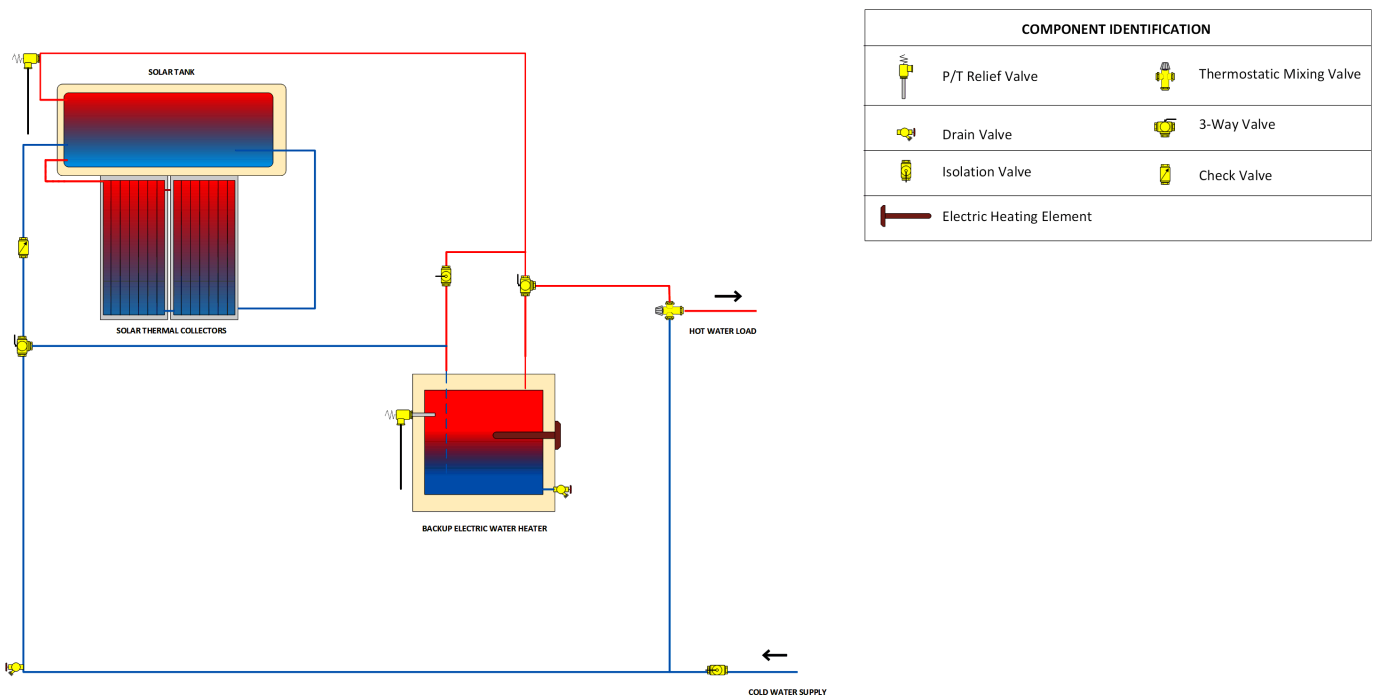 COMPONENT IDENTIFICATION
P/T Relief Valve
Thermostatic Mixing Valve
Drain Valve
3-Way Valve
Isolation Valve
Check Valve
Electric Heating Element
SOLAR TANK
SOLAR THERMAL COLLECTORS
HOT WATER LOAD
BACKUP ELECTRIC WATER HEATER
COLD WATER SUPPLY